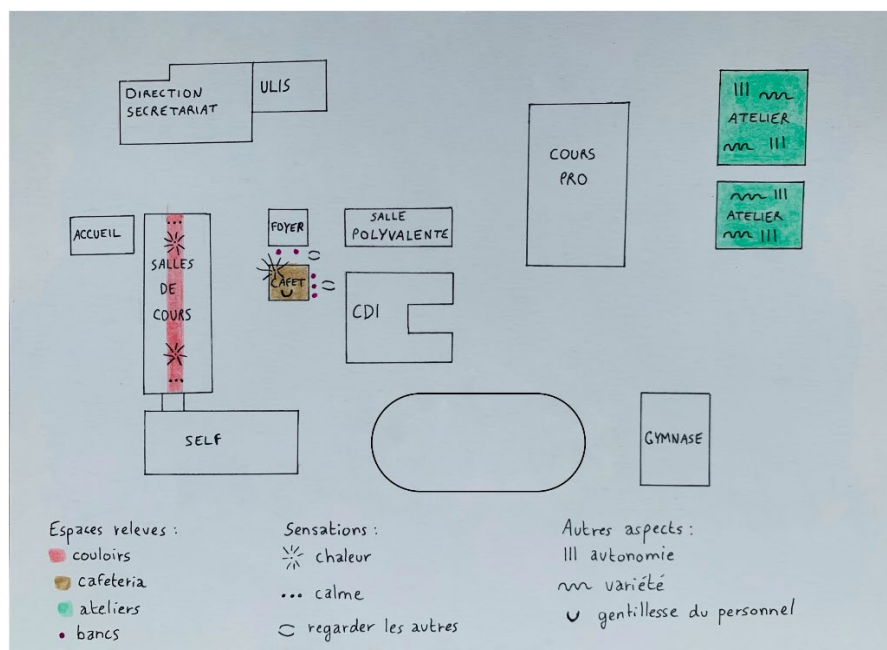 DIRECTION
SECRETARIAT
ULIS
COURS
PRO
ATELIER
ATELIER
ACCUEIL
SALLES
DE
COURS
FOYER
SALLE
POLYVALENTE
CAFET
CDI
SELF
GYMNASE
Espaces relevés :
couloirs
cafeteria
ateliers
bancs
Sensations :
chaleur
calme
regarder les autres
Autres aspects :
autonomie
variété
gentillesse du personnel